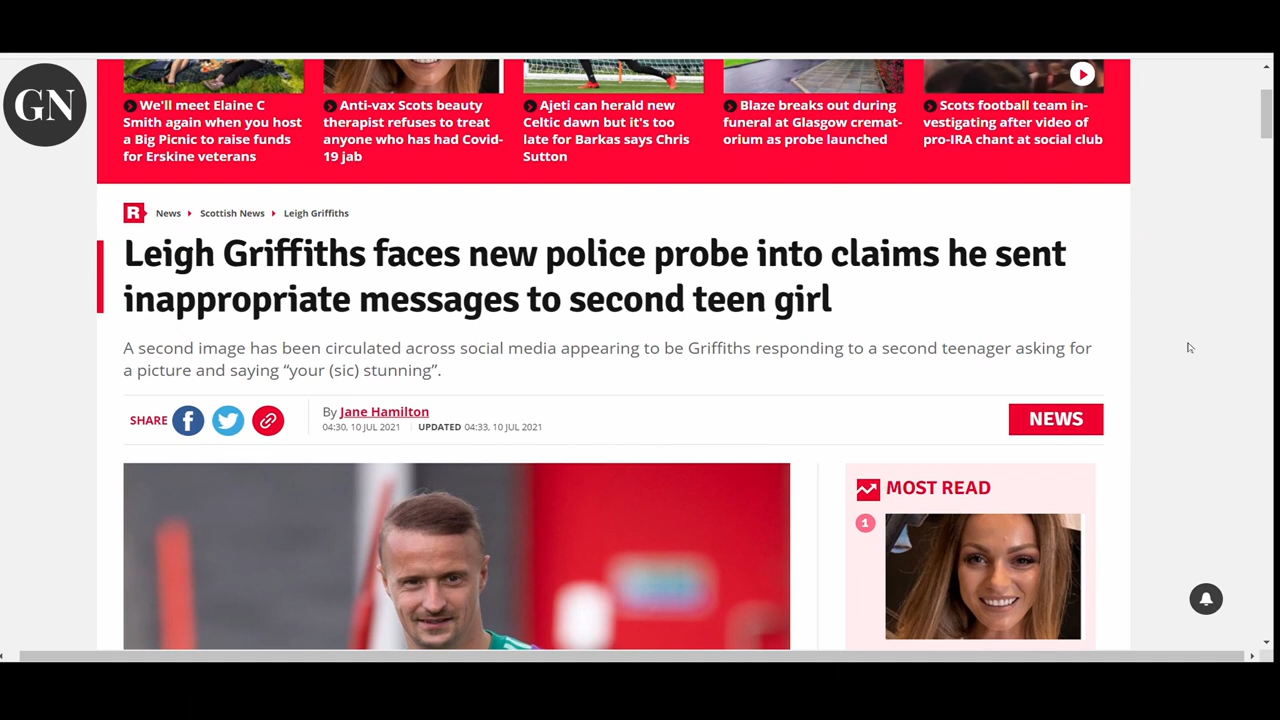 GN
We'll meet Elaine C
Smith again when you host
a Big Picnic to raise funds
for Erskine veterans
Anti-vax Scots beauty
therapist refuses to treat
anyone who has had Covid-
19 jab
Ajeti can herald new
Celtic dawn but it's too
late for Barkas says Chris
Sutton
Blaze breaks out during
funeral at Glasgow cremat-
orium as probe launched
Scots football team in-
vestigating after video of
pro-IRA chant at social club
R News Scottish News Leigh Griffiths
Leigh Griffiths faces new police probe into claims he sent
inappropriate messages to second teen girl
A second image has been circulated across social media appearing to be Griffiths responding to a second teenager asking for
a picture and saying “your (sic) stunning”.
SHARE
By Jane Hamilton
04:30, 10 JUL 2021 UPDATED 04:33, 10 JUL 2021
NEWS
MOST READ
1